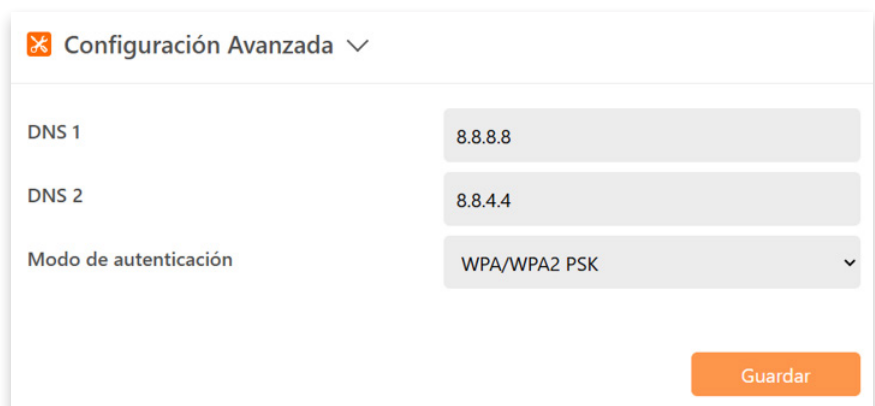 Configuración Avanzada
DNS 1
8.8.8.8
DNS 2
8.8.4.4
Modo de autenticación
WPA/WPA2 PSK
Guardar